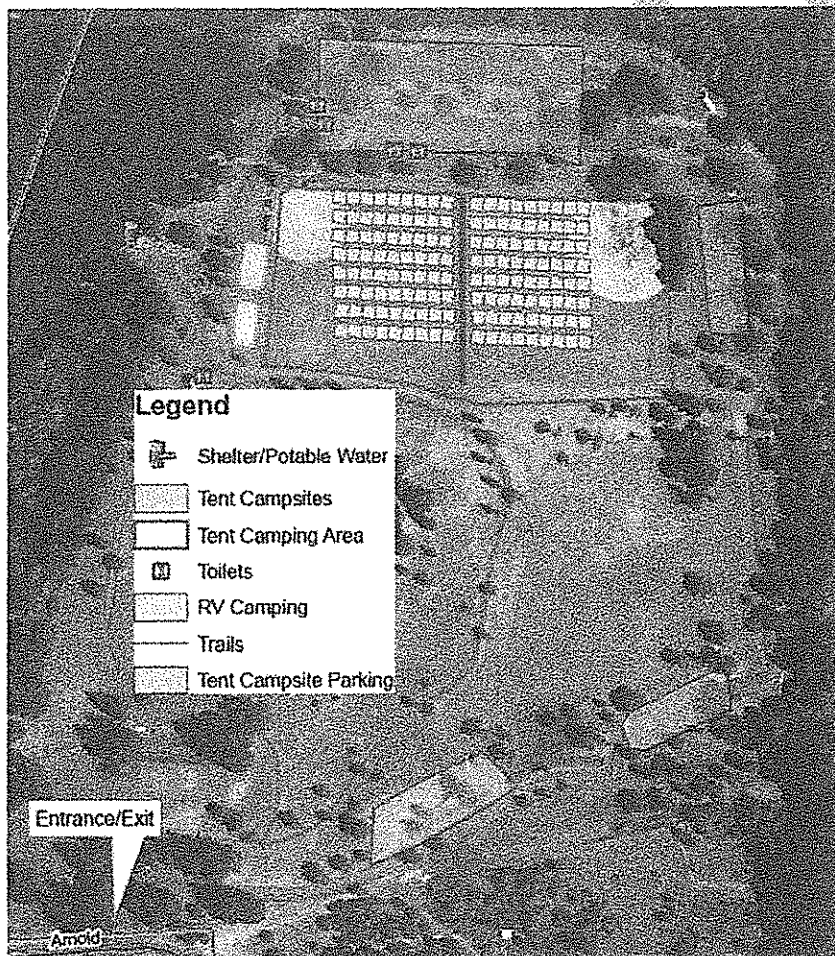 Legend
Shelter/Potable Water
Tent Campsites
Tent Camping Area
Toilets
RV Camping
Trails
Tent Campsite Parking
Entrance/Exit
Arnold